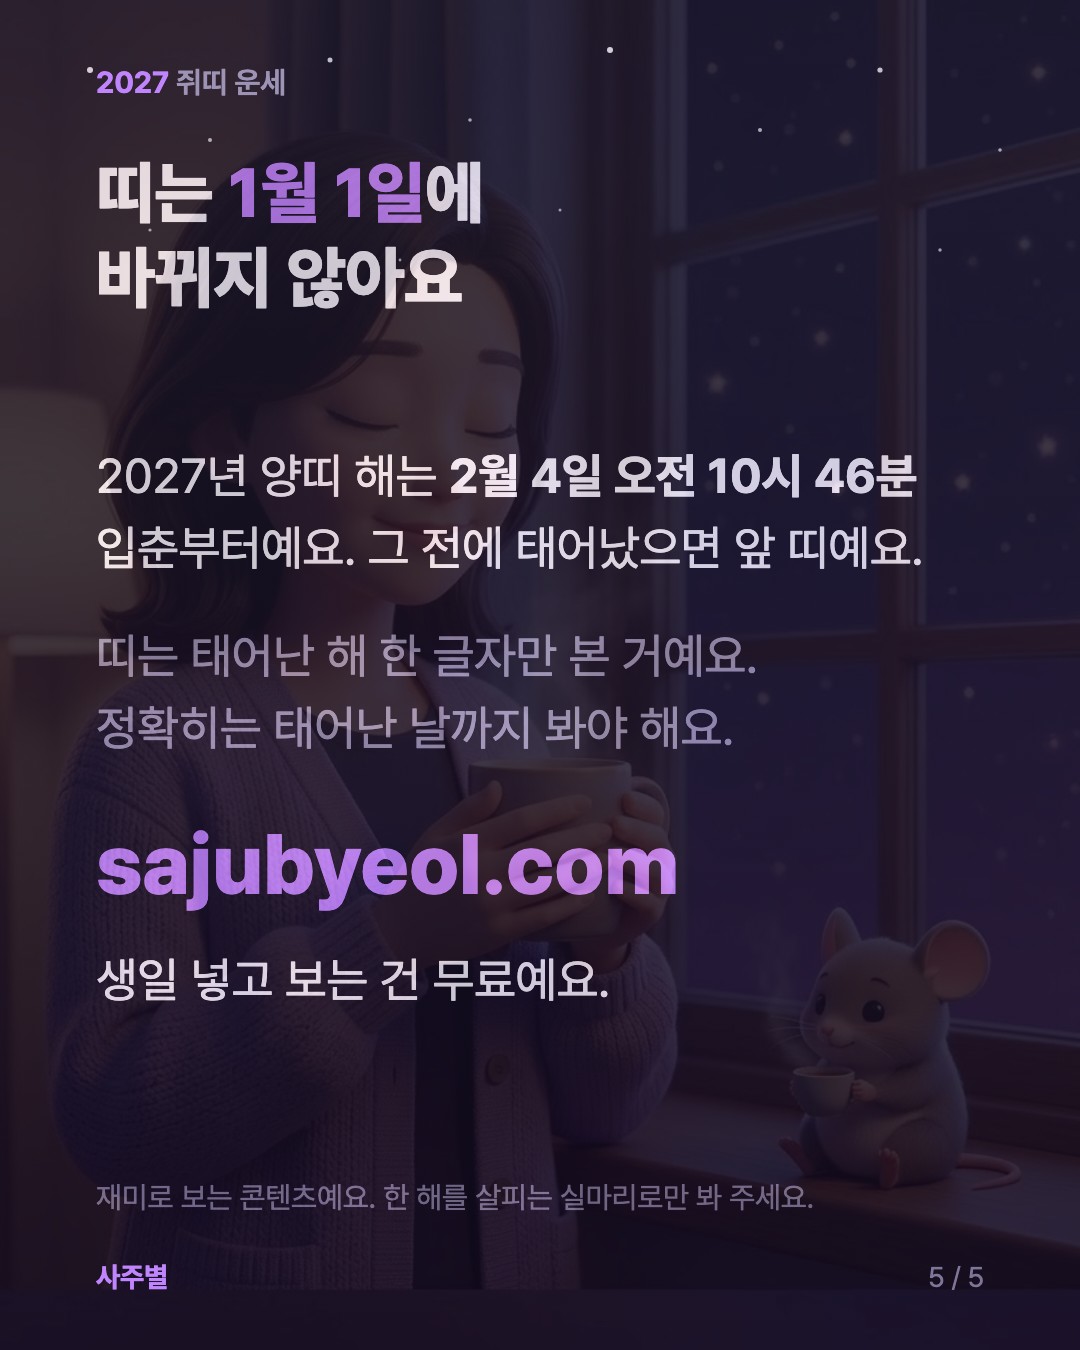 2027 쥐띠 운세
띠는 1월 1일에
바뀌지 않아요
2027년 양띠 해는 2월 4일 오전 10시 46분
입춘부터예요. 그 전에 태어났으면 앞 띠예요.
띠는 태어난 해 한 글자만 본 거예요.
정확히는 태어난 날까지 봐야 해요.
sajubyeol.com
생일 넣고 보는 건 무료예요.
재미로 보는 콘텐츠예요. 한 해를 살피는 실마리로만 봐 주세요.
사주별
5 / 5